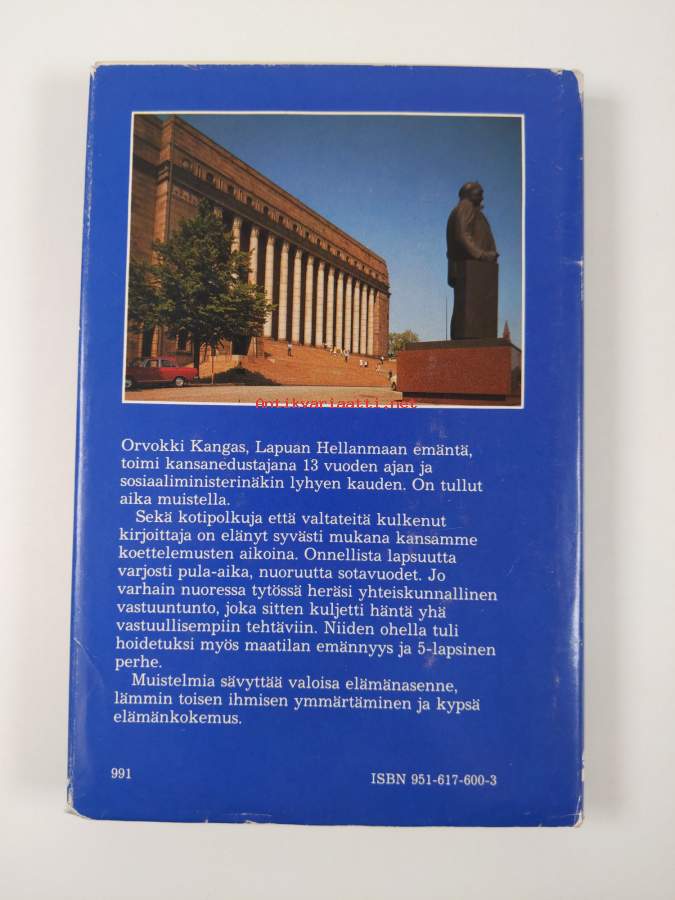 Antikvariaatti.net
Orvokki Kangas, Lapuan Hellanmaan emäntä,
toimi kansanedustajana 13 vuoden ajan ja
sosiaaliministerinäkin lyhyen kauden. On tullut
aika muistella.
Sekä kotipolkuja että valtateitä kulkenut
kirjoittaja on elänyt syvästi mukana kansamme
koettelemusten aikoina. Onnellista lapsuutta
varjosti pula-aika, nuoruutta sotavuodet. Jo
varhain nuoressa tytössä heräsi yhteiskunnallinen
vastuuntunto, joka sitten kuljetti häntä yhä
vastuullisempiin tehtäviin. Niiden ohella tuli
hoidetuksi myös maatilan emännyys ja 5-lapsinen
perhe.
Muistelmia sävyttää valoisa elämänasenne,
lämmin toisen ihmisen ymmärtäminen ja kypsä
elämänkokemus.
991
ISBN 951-617-600-3